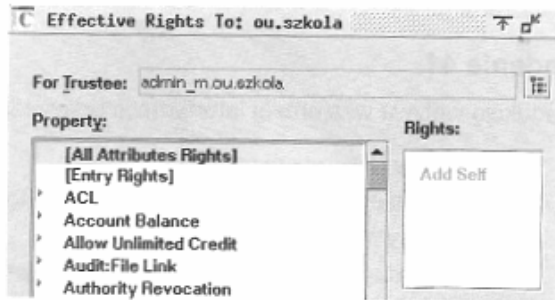 Effective Rights To: ou.szkola
For Trustee: admin_m.ou.szkola
Property:
Rights:
[All Attributes Rights]
[Entry Rights]
ACL
Account Balance
Allow Unlimited Credit
Audit:File Link
Authority Revocation
Add Self